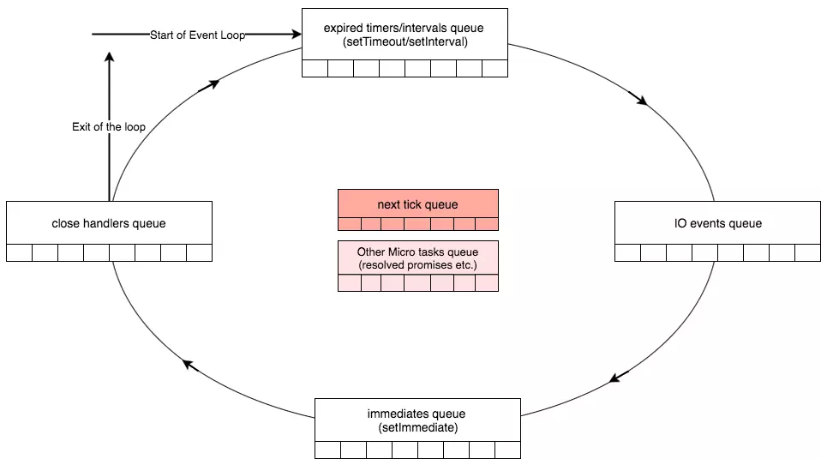 Start of Event Loop
expired timers/intervals queue
(setTimeout/setInterval)
Exit of the loop
close handlers queue
next tick queue
Other Micro tasks queue
(resolved promises etc.)
IO events queue
immediates queue
(setImmediate)